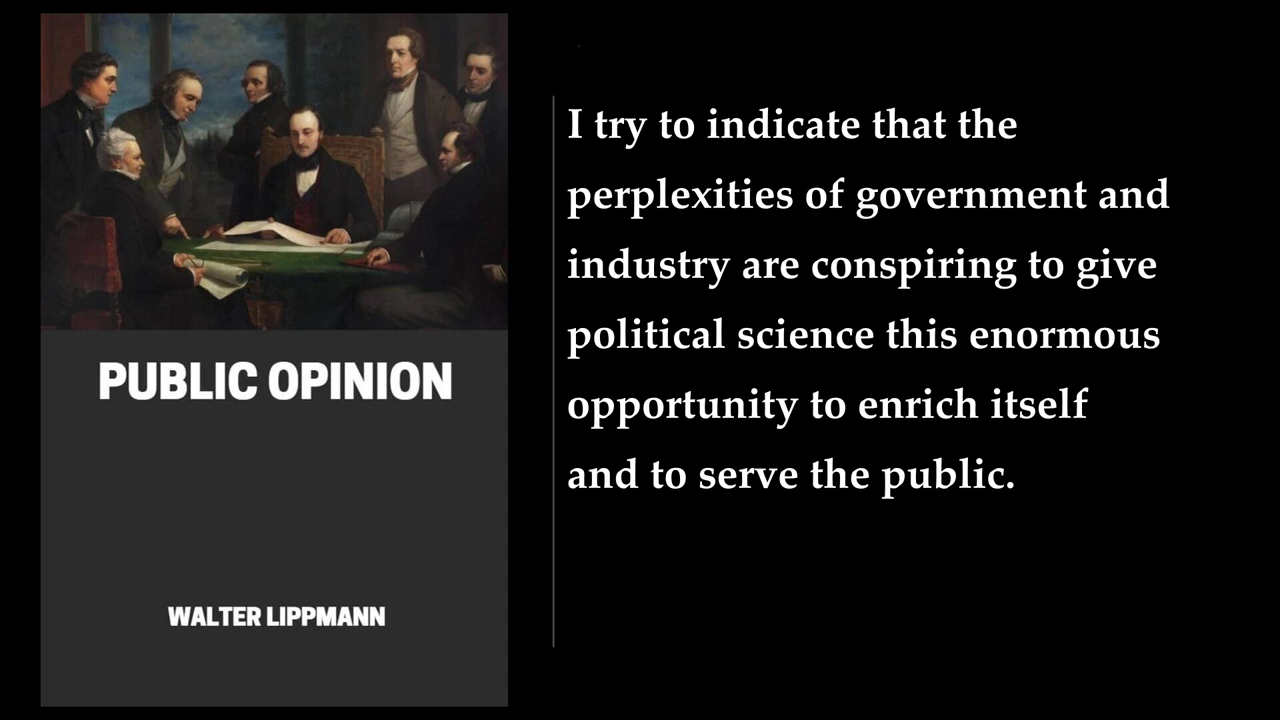 PUBLIC OPINION
WALTER LIPPMANN
I try to indicate that the
perplexities of government and
industry are conspiring to give
political science this enormous
opportunity to enrich itself
and to serve the public.